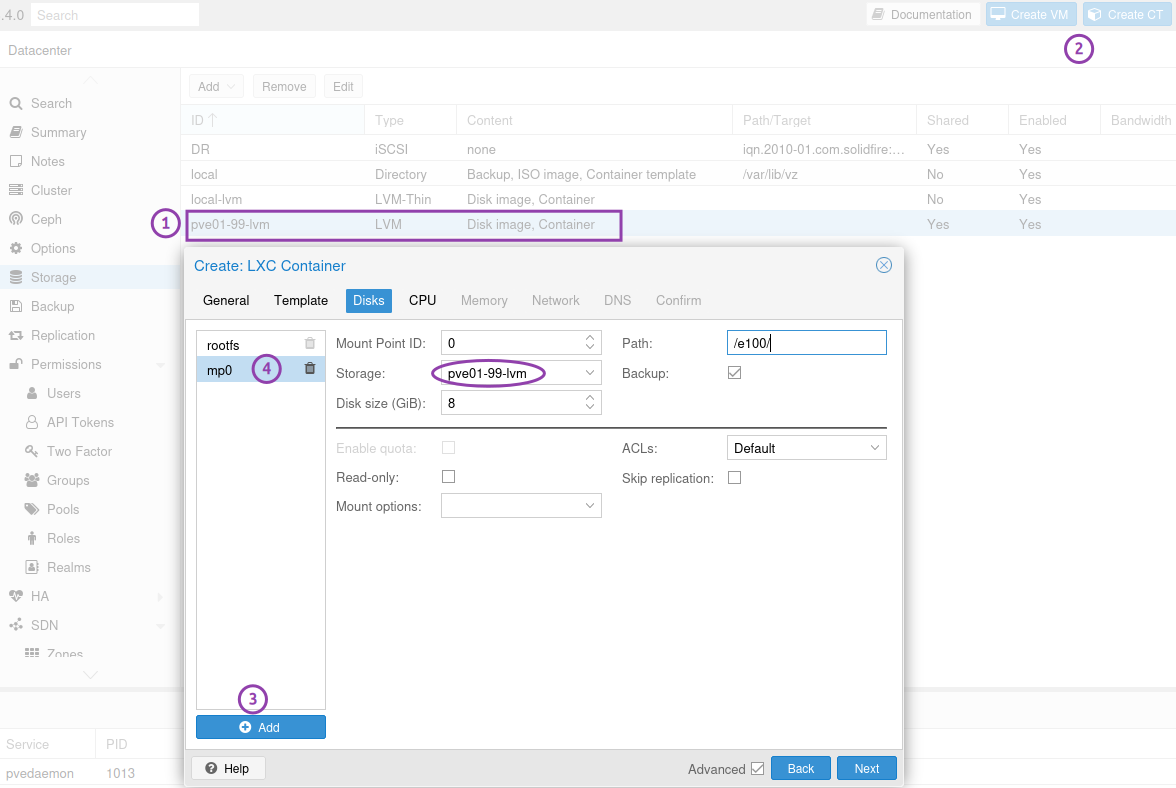 .4.0 Search Documentation Create VM Create CT
2
Datacenter
Add Remove Edit
Search
Summary
Notes
Cluster
Ceph
Options
Storage
Backup
Replication
Permissions
Users
API Tokens
Two Factor
Groups
Pools
Roles
Realms
HA
SDN
Zones
ID Type Content Path/Target Shared Enabled Bandwidth
DR iSCSI none iqn.2010-01.com.solidfire:... Yes Yes
local Directory Backup, ISO image, Container template /var/lib/vz No Yes
local-lvm LVM-Thin Disk image, Container No Yes
1 pve01-99-lvm LVM Disk image, Container Yes Yes
Create: LXC Container
General Template Disks CPU Memory Network DNS Confirm
rootfs
mp0 4
3
Add
Mount Point ID: 0 Path: /e100/
Storage: pve01-99-lvm Backup:
Disk size (GiB): 8
Enable quota: ACLs: Default
Read-only: Skip replication:
Mount options:
Help Advanced Back Next
Service PID
pvedaemon 1013